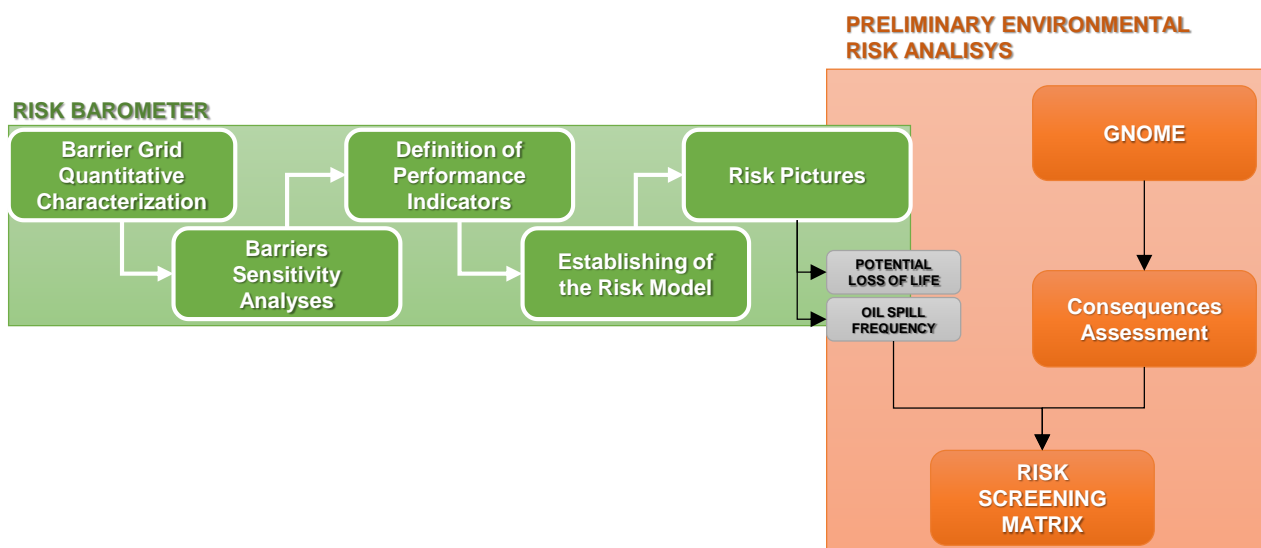 PRELIMINARY ENVIRONMENTAL
RISK ANALISYS
RISK BAROMETER
Barrier Grid
Quantitative
Characterization
Barriers
Sensitivity
Analyses
Definition of
Performance
Indicators
Establishing of
the Risk Model
Risk Pictures
POTENTIAL
LOSS OF LIFE
OIL SPILL
FREQUENCY
GNOME
Consequences
Assessment
RISK
SCREENING
MATRIX